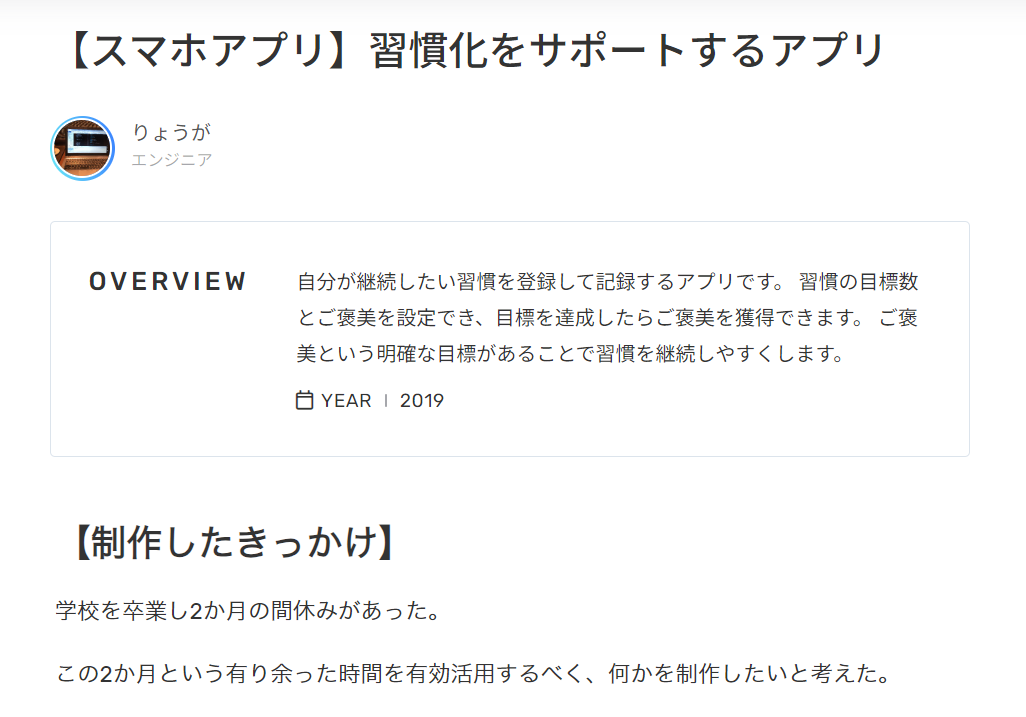 【スマホアプリ】習慣化をサポートするアプリ
りょうが
エンジニア
OVERVIEW
自分が継続したい習慣を登録して記録するアプリです。 習慣の目標数
とご褒美を設定でき、目標を達成したらご褒美を獲得できます。 ご褒
美という明確な目標があることで習慣を継続しやすくします。
YEAR | 2019
【制作したきっかけ】
学校を卒業し2か月の間休みがあった。
この2か月という有り余った時間を有効活用するべく、何かを制作したいと考えた。